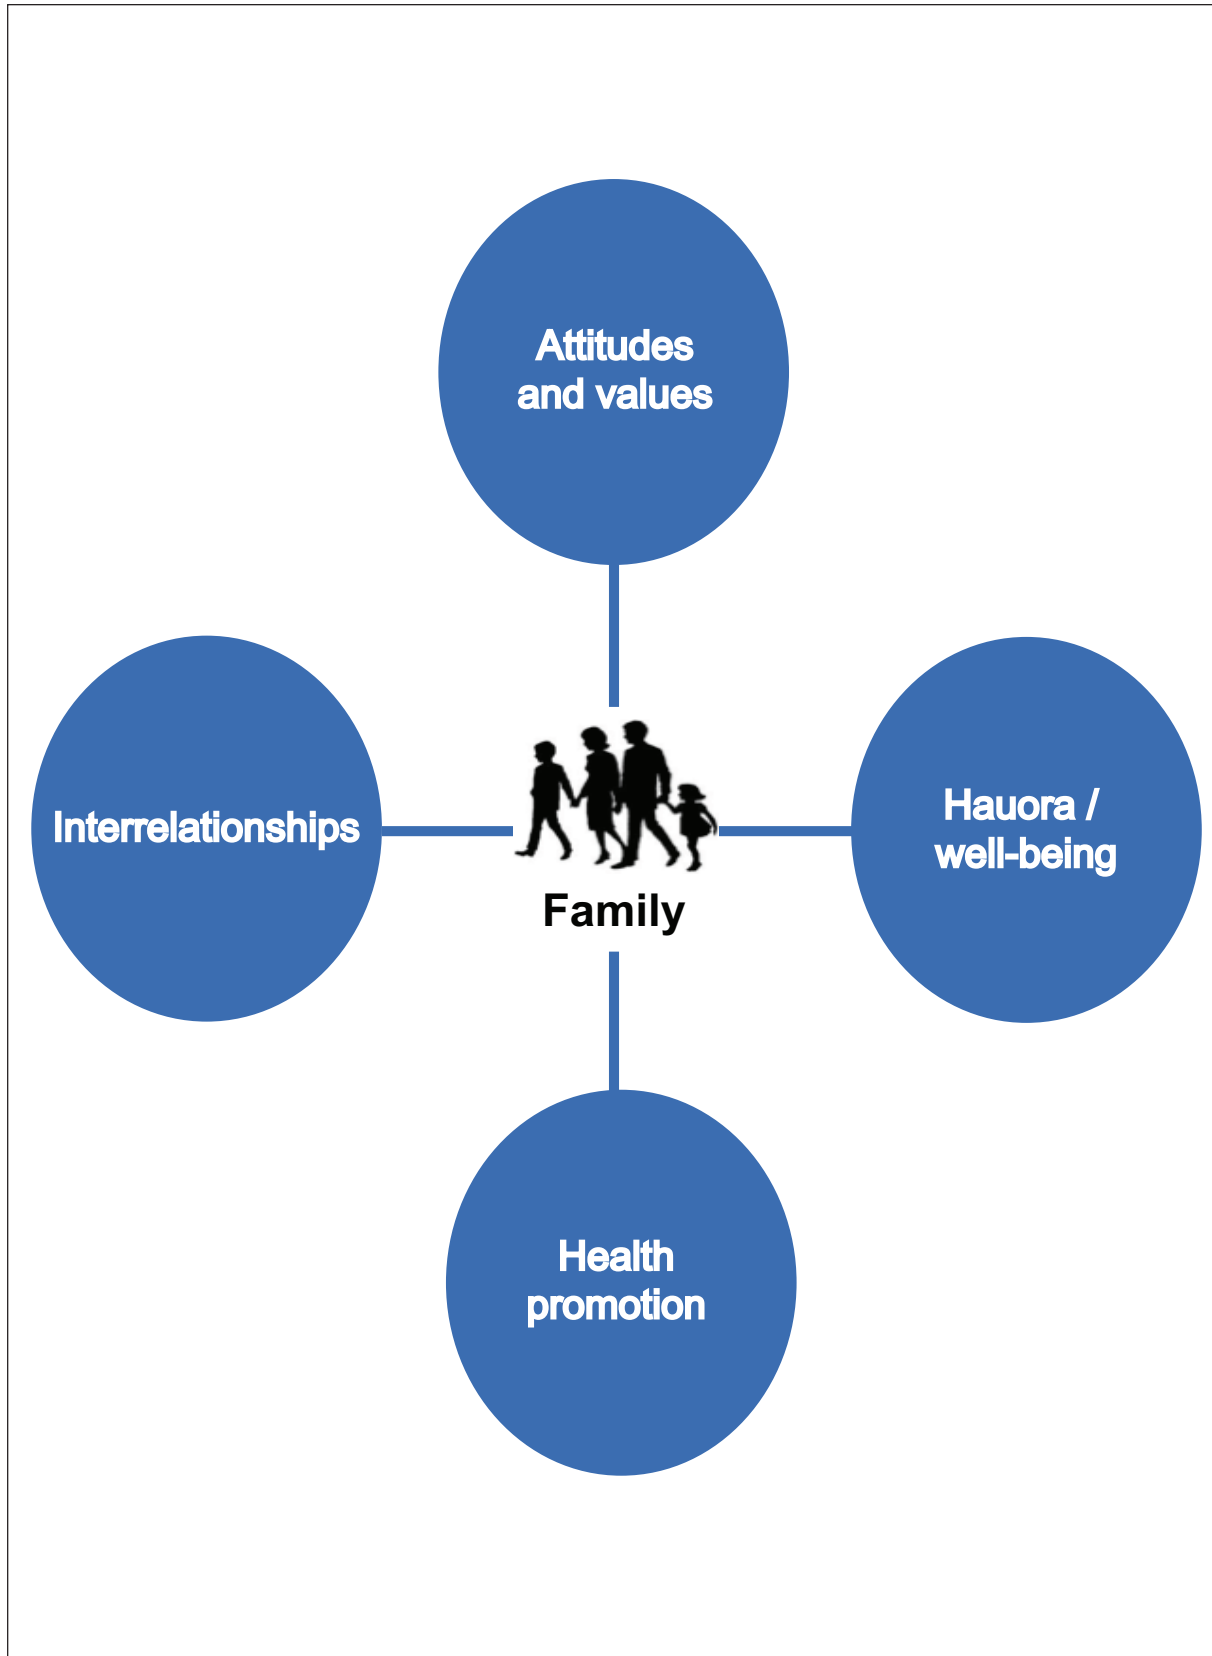 Attitudes
and values
Interrelationships
Hauora /
well-being
Family
Health
promotion